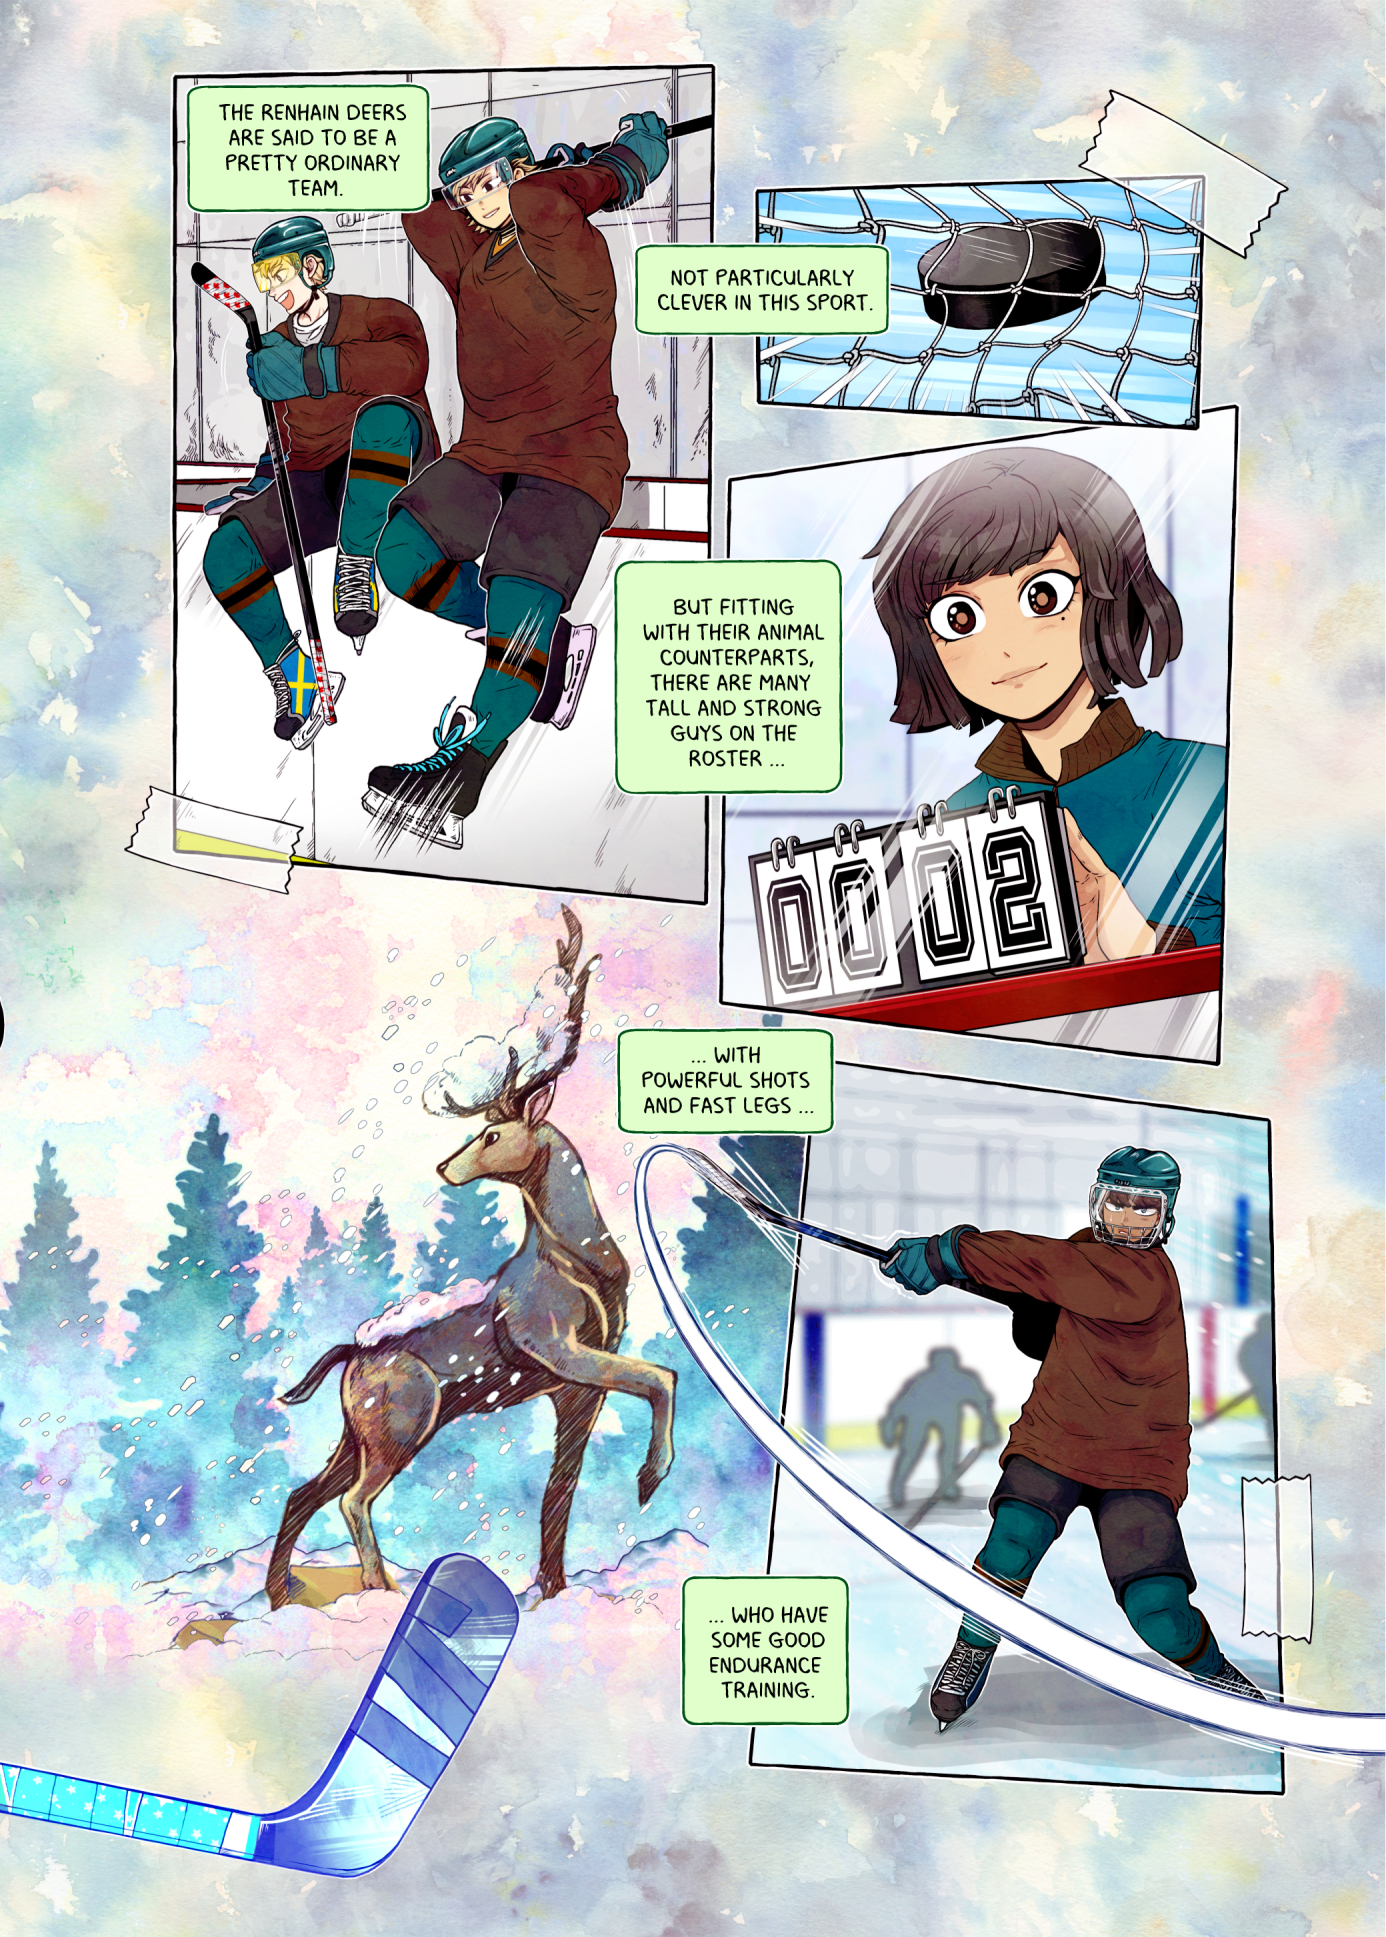 THE RENHAIN DEERS
ARE SAID TO BE A
PRETTY ORDINARY
TEAM.
NOT PARTICULARLY
CLEVER IN THIS SPORT.
BUT FITTING
WITH THEIR ANIMAL
COUNTERPARTS,
THERE ARE MANY
TALL AND STRONG
GUYS ON THE
ROSTER ...
00 02
... WITH
POWERFUL SHOTS
AND FAST LEGS ...
... WHO HAVE
SOME GOOD
ENDURANCE
TRAINING.